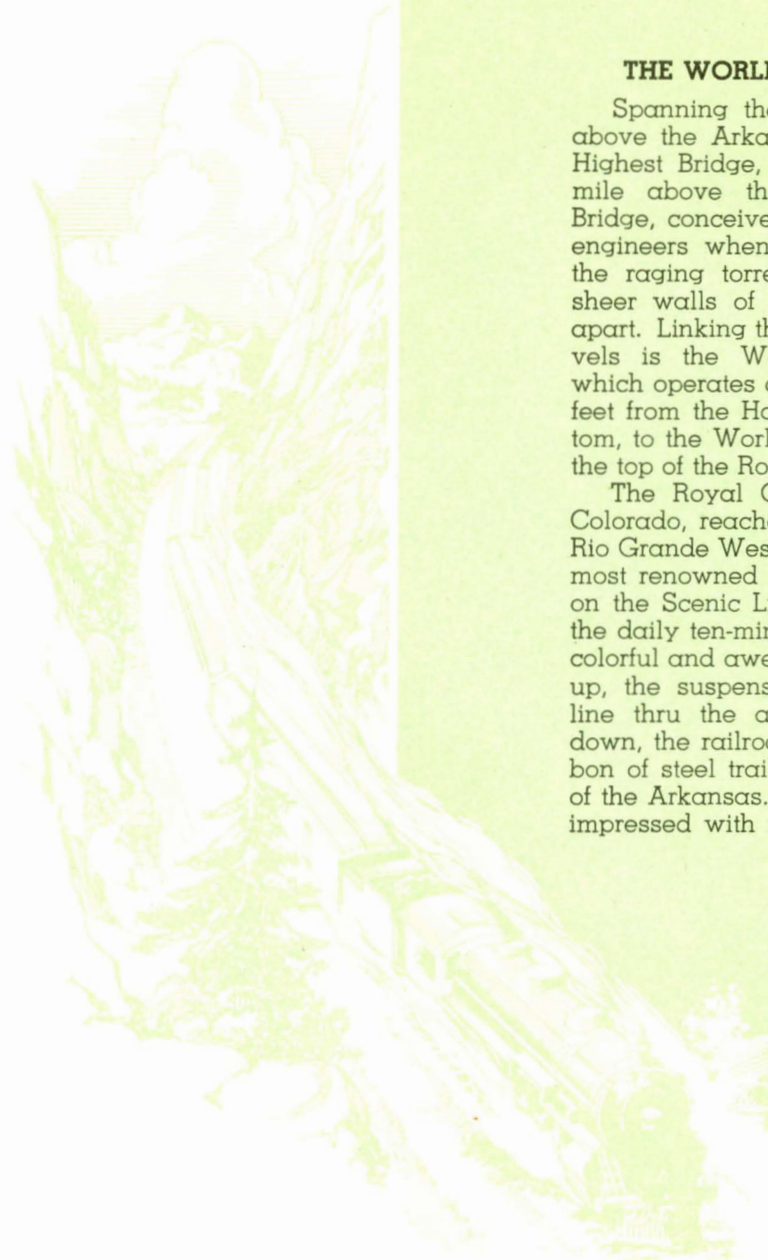 THE WORL
Spanning the
above the Arka
Highest Bridge,
mile above th
Bridge, conceive
engineers when
the raging torre
sheer walls of
apart. Linking th
vels is the W
which operates
feet from the Ho
tom, to the Worl
the top of the Ro
The Royal
Colorado, reach
Rio Grande Wes
most renowned
on the Scenic L
the daily ten-min
colorful and awe
up, the suspens
line thru the a
down, the railro
bon of steel trai
of the Arkansas.
impressed with